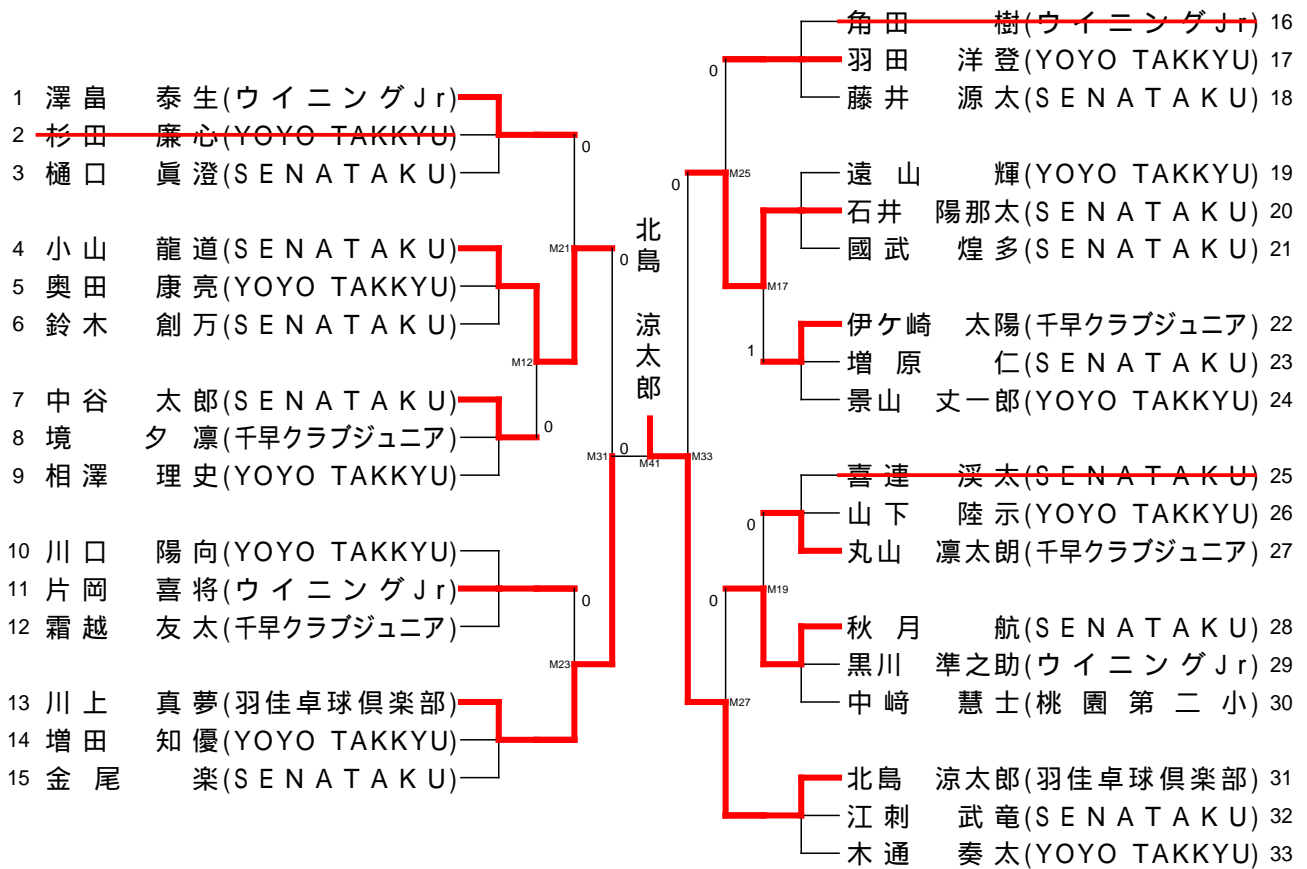 1 澤畠 泰生(ウイニングJr)
2 杉田 廉心(YOYO TAKKYU)
3 樋口 眞澄(SENATAKU)
0
4 小山 龍道(SENATAKU)
5 奥田 康亮(YOYO TAKKYU)
6 鈴木 創万(SENATAKU)
M21
0
M12
7 中谷 太郎(SENATAKU)
8 境 夕凛(千早クラブジュニア)
9 相澤 理史(YOYO TAKKYU)
0
M31
0
10 川口 陽向(YOYO TAKKYU)
11 片岡 喜将(ウイニングJr)
12 霜越 友太(千早クラブジュニア)
0
M23
13 川上 真夢(羽佳卓球倶楽部)
14 増田 知優(YOYO TAKKYU)
15 金尾 楽(SENATAKU)
北島 涼太郎
M41
角田 樹(ウイニングJr) 16
羽田 洋登(YOYO TAKKYU) 17
藤井 源太(SENATAKU) 18
0
M25
0
遠山 輝(YOYO TAKKYU) 19
石井 陽那太(SENATAKU) 20
國武 煌多(SENATAKU) 21
M17
1
伊ケ崎 太陽(千早クラブジュニア) 22
増原 仁(SENATAKU) 23
景山 丈一郎(YOYO TAKKYU) 24
M33
喜連 渓太(SENATAKU) 25
山下 陸示(YOYO TAKKYU) 26
丸山 凛太朗(千早クラブジュニア) 27
0
M19
0
秋月 航(SENATAKU) 28
黒川 準之助(ウイニングJr) 29
中崎 慧士(桃園第二小) 30
M27
北島 涼太郎(羽佳卓球倶楽部) 31
江刺 武竜(SENATAKU) 32
木通 奏太(YOYO TAKKYU) 33